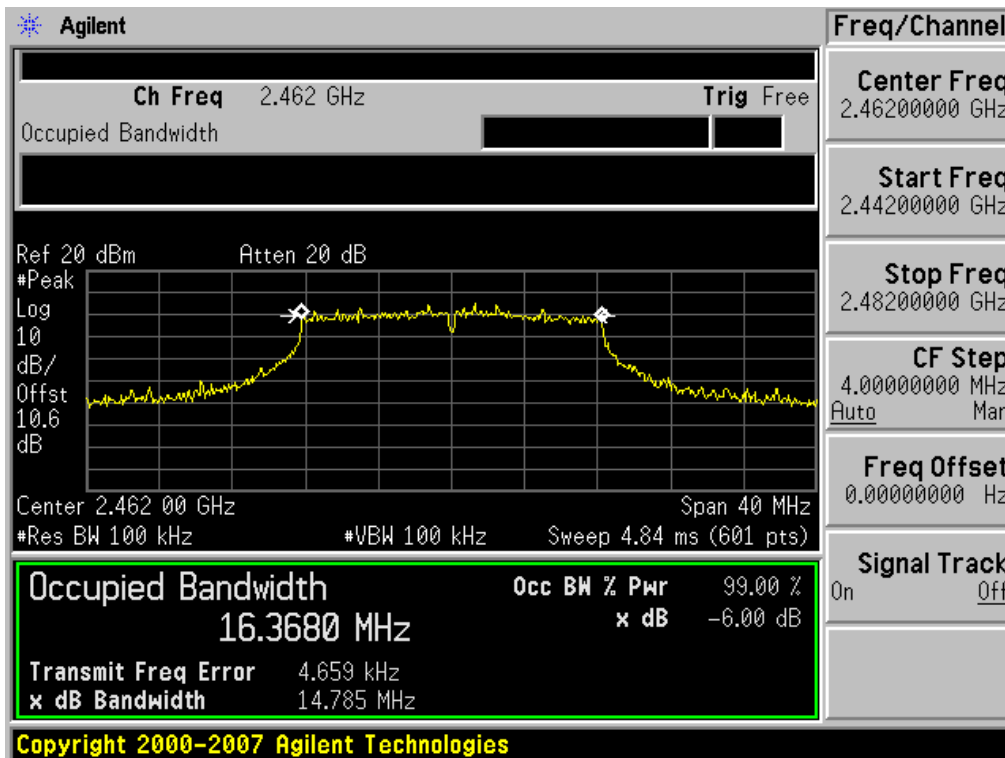 Agilent
Freq/Channel
Ch Freq 2.462 GHz Trig Free
Occupied Bandwidth
Center Freq
2.46200000 GHz
Start Freq
2.44200000 GHz
Stop Freq
2.48200000 GHz
CF Step
4.00000000 MHz
Auto Man
Freq Offset
0.00000000 Hz
Signal Track
On Off
Ref 20 dBm Atten 20 dB
#Peak
Log
10
dB/
Offst
10.6
dB
Center 2.462 00 GHz Span 40 MHz
#Res BW 100 kHz #VBW 100 kHz Sweep 4.84 ms (601 pts)
Occupied Bandwidth Occ BW % Pwr 99.00 %
16.3680 MHz x dB -6.00 dB
Transmit Freq Error 4.659 kHz
x dB Bandwidth 14.785 MHz
Copyright 2000-2007 Agilent Technologies